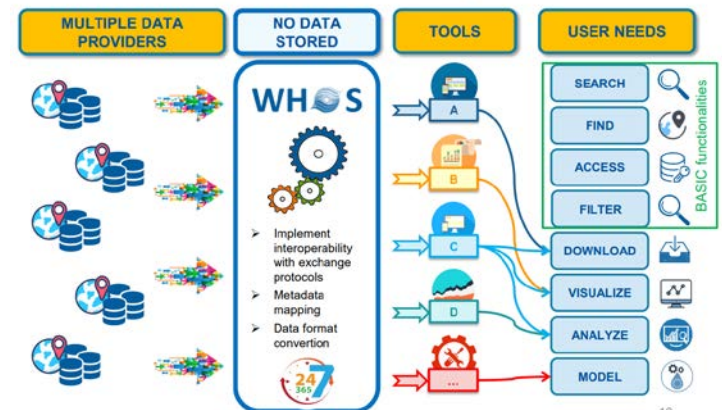 MULTIPLE DATA
PROVIDERS
NO DATA
STORED
TOOLS
USER NEEDS
WHOS
➤ Implement
interoperability
with exchange
protocols
➤ Metadata
mapping
➤ Data format
convertion
24
7
365
A
B
C
D
...
SEARCH
FIND
ACCESS
FILTER
DOWNLOAD
VISUALIZE
ANALYZE
MODEL
BASIC functionalities